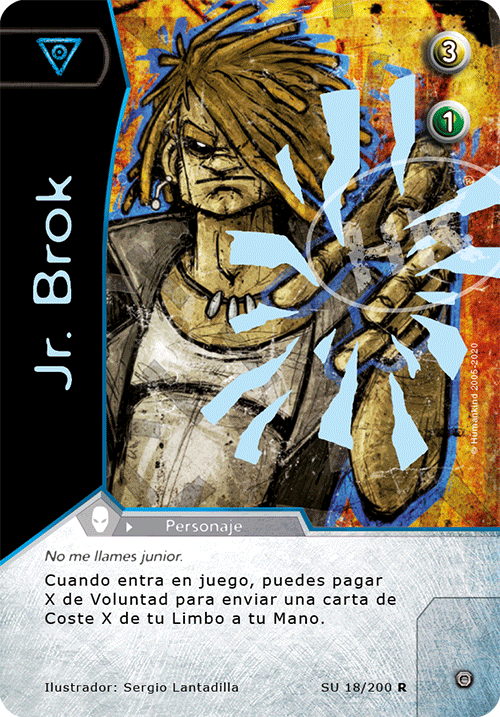 3
1
Jr. Brok
HK
®
© Humankind 2005-2020
Personaje
No me llames junior.
Cuando entra en juego, puedes pagar
X de Voluntad para enviar una carta de
Coste X de tu Limbo a tu Mano.
Ilustrador: Sergio Lantadilla
SU 18/200 R